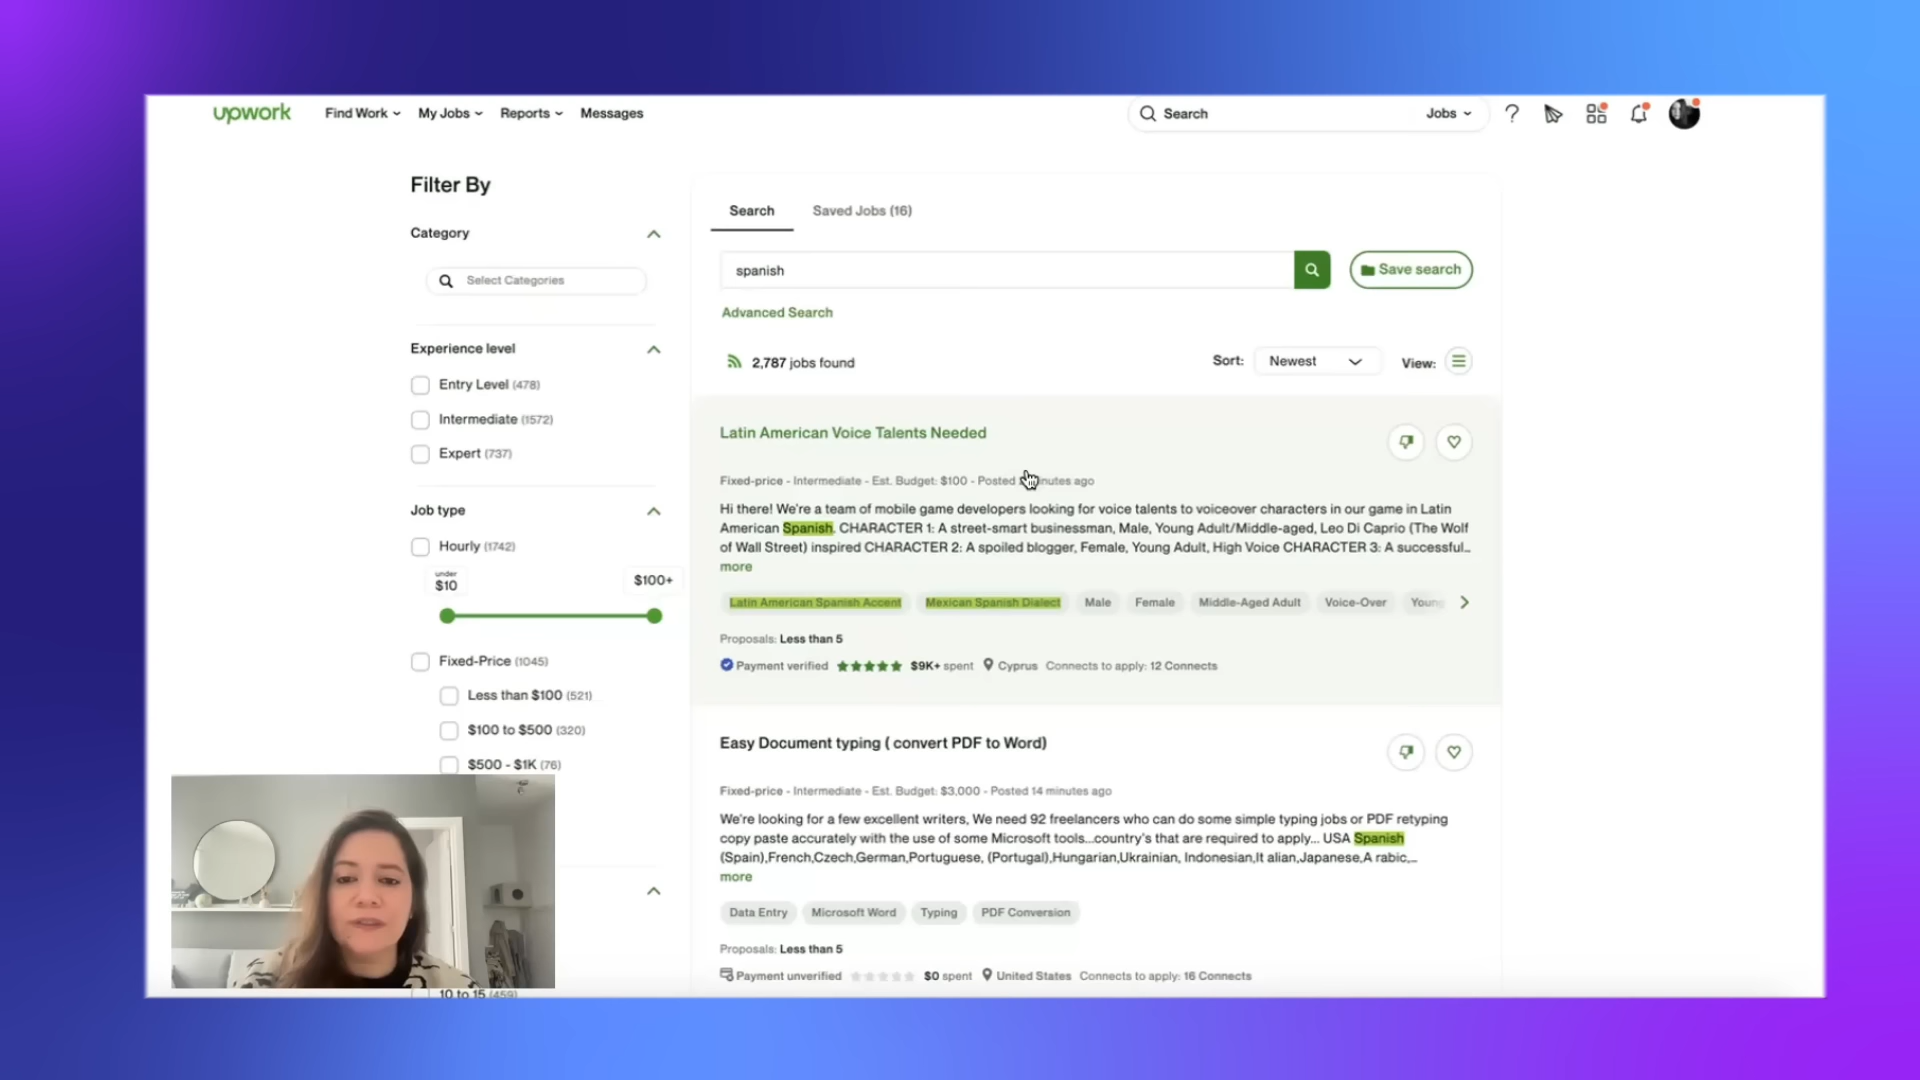 upwork
Find Work
My Jobs
Reports
Messages
Search
Jobs
Filter By
Category
Select Categories
Experience level
Entry Level (478)
Intermediate (1572)
Expert (737)
Job type
Hourly (1742)
under
$10
$100+
Fixed-Price (1045)
Less than $100 (521)
$100 to $500 (320)
$500 - $1K (76)
10 to 15 (459)
Search
Saved Jobs (16)
spanish
Save search
Advanced Search
2,787 jobs found
Sort:
Newest
View:
Latin American Voice Talents Needed
Fixed-price - Intermediate - Est. Budget: $100 - Posted ago
Hi there! We're a team of mobile game developers looking for voice talents to voiceover characters in our game in Latin
American Spanish. CHARACTER 1: A street-smart businessman, Male, Young Adult/Middle-aged, Leo Di Caprio (The Wolf
of Wall Street) inspired CHARACTER 2: A spoiled blogger, Female, Young Adult, High Voice CHARACTER 3: A successful...
more
Latin American Spanish Accent
Mexican Spanish Dialect
Male
Female
Middle-Aged Adult
Voice-Over
Young
Proposals: Less than 5
Payment verified
$9K+ spent
Cyprus
Connects to apply: 12 Connects
Easy Document typing ( convert PDF to Word)
Fixed-price - Intermediate - Est. Budget: $3,000 - Posted 14 minutes ago
We're looking for a few excellent writers, We need 92 freelancers who can do some simple typing jobs or PDF retyping
copy paste accurately with the use of some Microsoft tools...country's that are required to apply... USA Spanish
(Spain),French,Czech,German,Portuguese, (Portugal),Hungarian,Ukrainian, Indonesian,It alian,Japanese,A rabic,...
more
Data Entry
Microsoft Word
Typing
PDF Conversion
Proposals: Less than 5
Payment unverified
$0 spent
United States
Connects to apply: 16 Connects